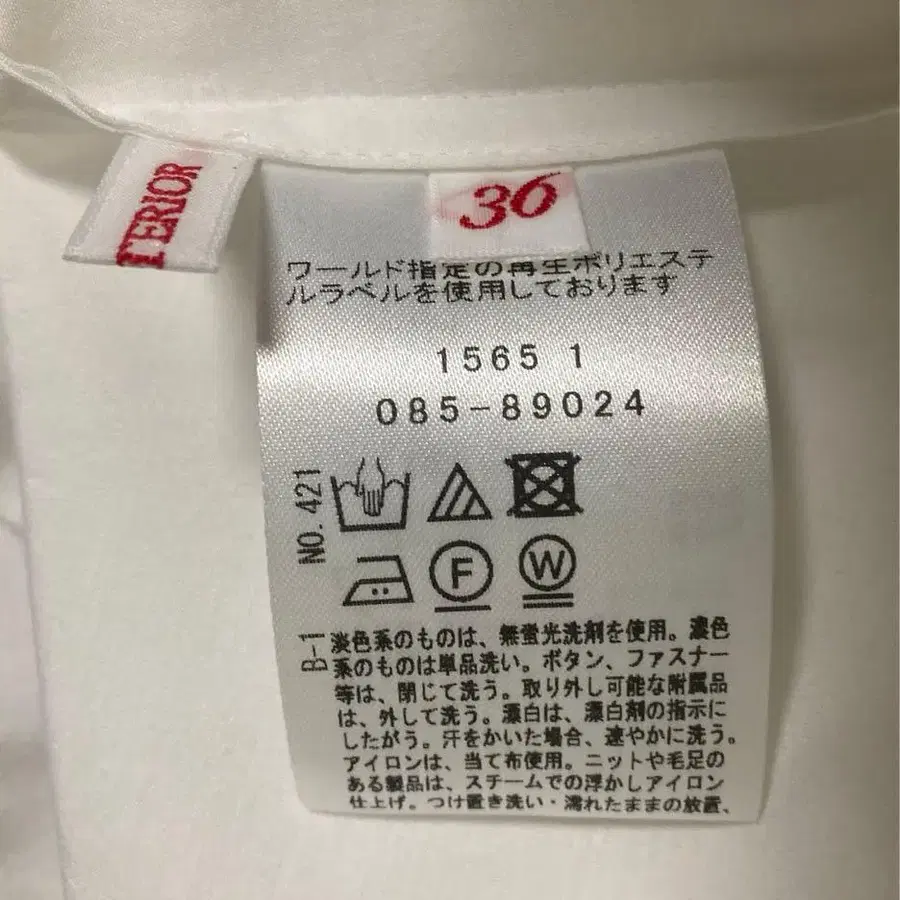 TERIOR
36
ワールド指定の再生ポリエステ
ルラベルを使用しております
1565 1
085-89024
NO. 421
F
W
B-1
淡色系のものは、無蛍光洗剤を使用。濃色
系のものは単品洗い。ボタン、ファスナー
等は、閉じて洗う。取り外し可能な附属品
は、外して洗う。漂白は、漂白剤の指示に
したがう。汗をかいた場合、速やかに洗う。
アイロンは、当て布使用。ニットや毛足の
ある製品は、スチームでの浮かしアイロン
仕上げ。つけ置き洗い・濡れたままの放置、